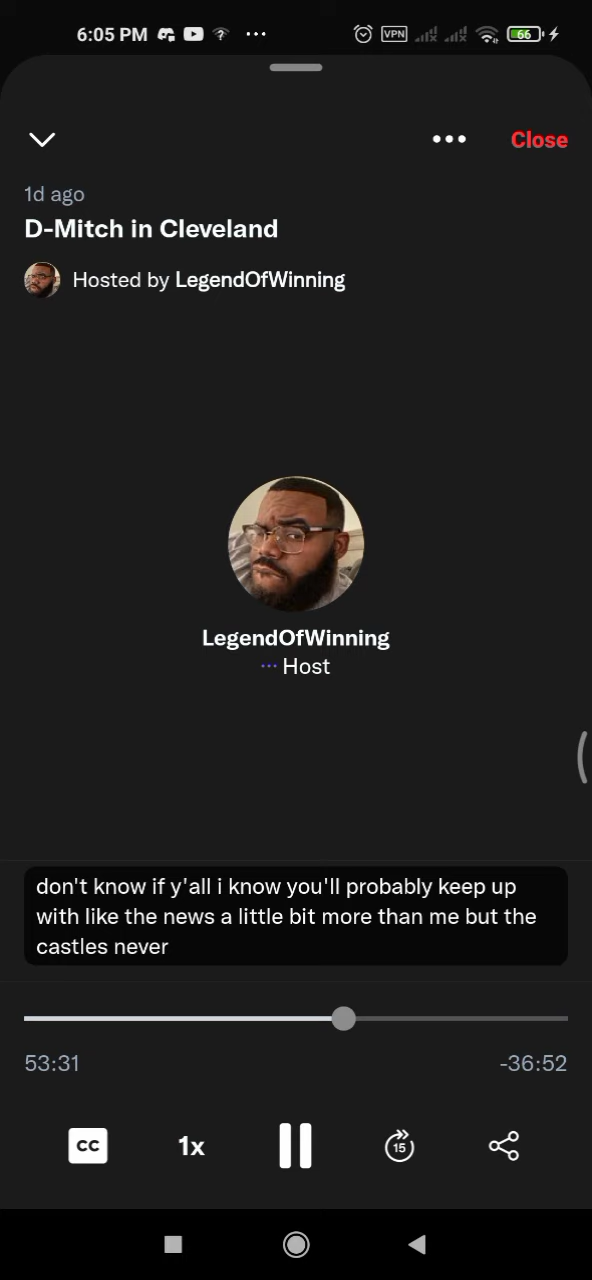 6:05 PM
VPN
66
Close
1d ago
D-Mitch in Cleveland
Hosted by LegendOfWinning
LegendOfWinning
Host
don't know if y'all i know you'll probably keep up
with like the news a little bit more than me but the
castles never
53:31
-36:52
CC
1x
15